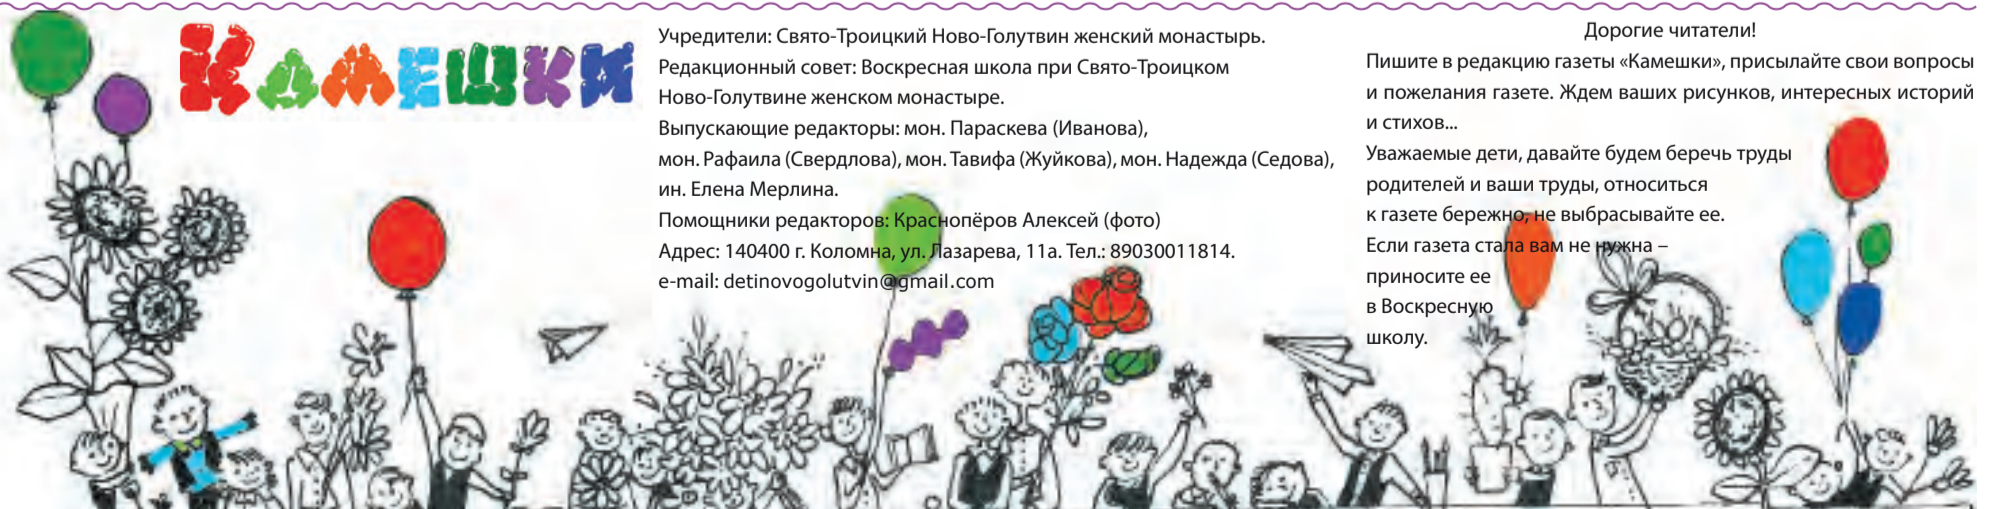 Камешки
Учредители: Свято-Троицкий Ново-Голутвин женский монастырь.
Редакционный совет: Воскресная школа при Свято-Троицком
Ново-Голутвине женском монастыре.
Выпускающие редакторы: мон. Параскева (Иванова),
мон. Рафаила (Свердлова), мон. Тавифа (Жуйкова), мон. Надежда (Седова),
ин. Елена Мерлина.
Помощники редакторов: Краснопёров Алексей (фото)
Адрес: 140400 г. Коломна, ул. Лазарева, 11а. Тел.: 89030011814.
e-mail: detinovogolutvin@gmail.com
Дорогие читатели!
Пишите в редакцию газеты «Камешки», присылайте свои вопросы
и пожелания газете. Ждем ваших рисунков, интересных историй
и стихов...
Уважаемые дети, давайте будем беречь труды
родителей и ваши труды, относиться
к газете бережно, не выбрасывайте ее.
Если газета стала вам не нужна –
приносите ее
в Воскресную
школу.